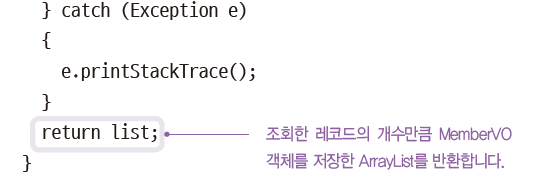 } catch (Exception e)
{
e.printStackTrace();
}
return list;
조회한 레코드의 개수만큼 MemberVO
객체를 저장한 ArrayList를 반환합니다.
}